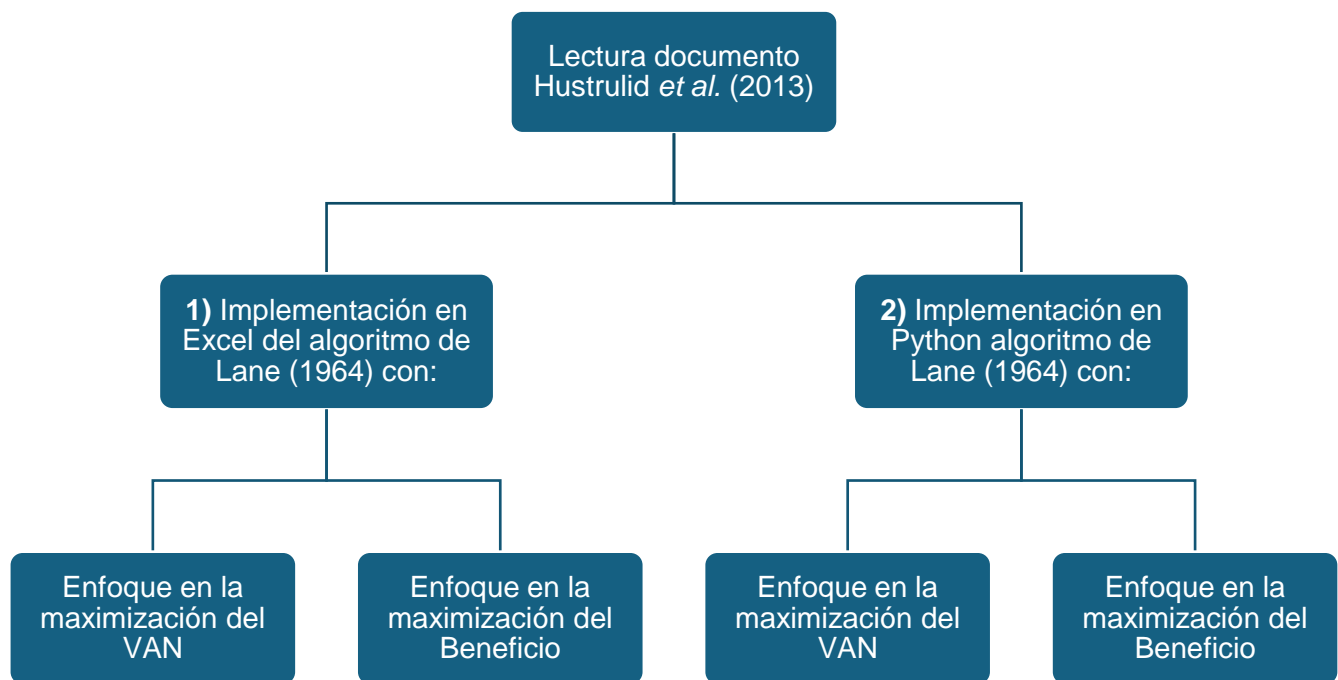 Lectura documento
Hustrulid et al. (2013)
1) Implementación en
Excel del algoritmo de
Lane (1964) con:
2) Implementación en
Python algoritmo de
Lane (1964) con:
Enfoque en la
maximización del
VAN
Enfoque en la
maximización del
Beneficio
Enfoque en la
maximización del
VAN
Enfoque en la
maximización del
Beneficio